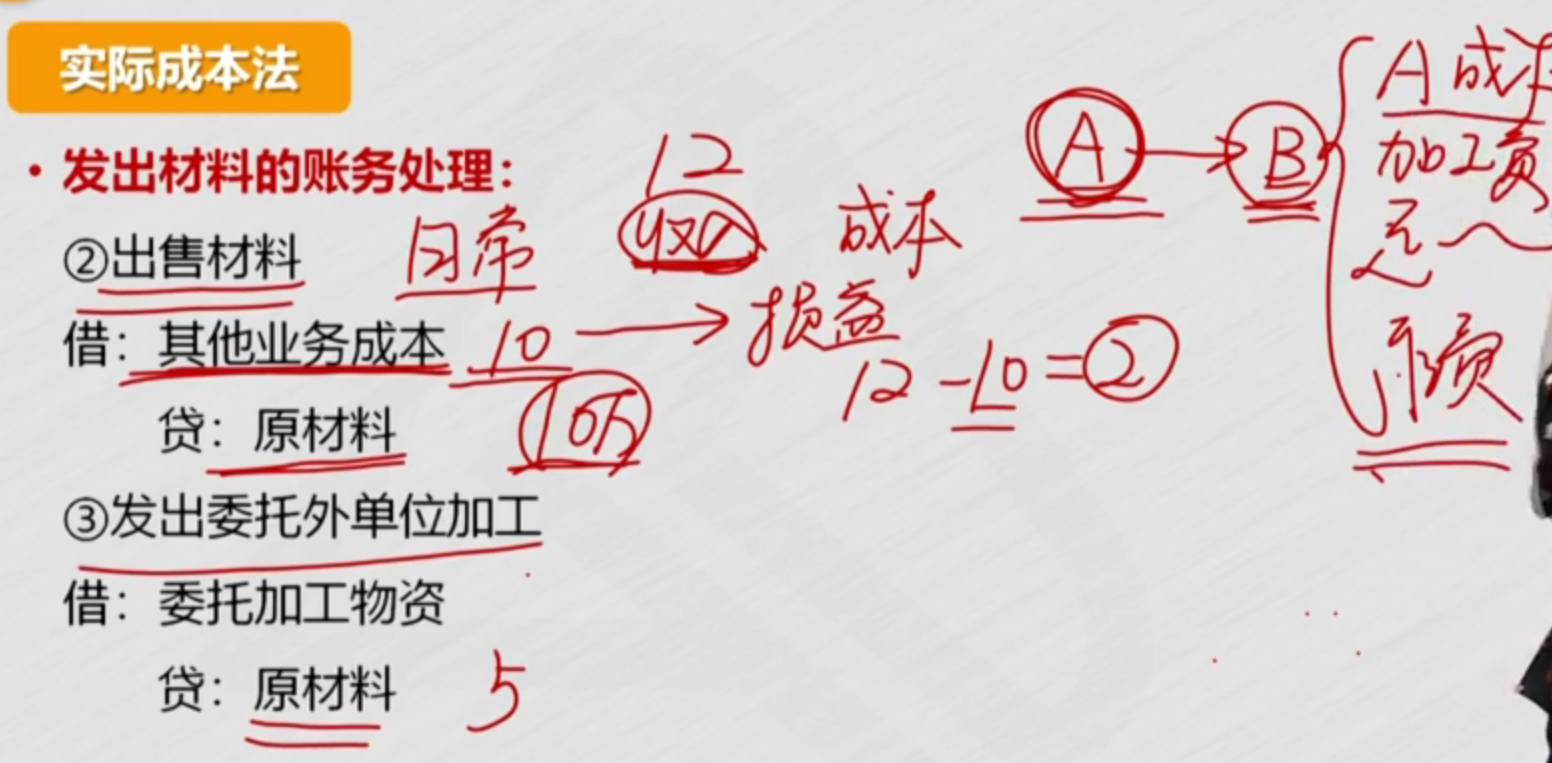 实际成本法
• 发出材料的账务处理：
12
②出售材料
日常
收入
成本
借：其他业务成本
10
损益
12-10=②
贷：原材料
10万
③发出委托外单位加工
借：委托加工物资
贷：原材料
5
A
B
A成
加工费
运
税